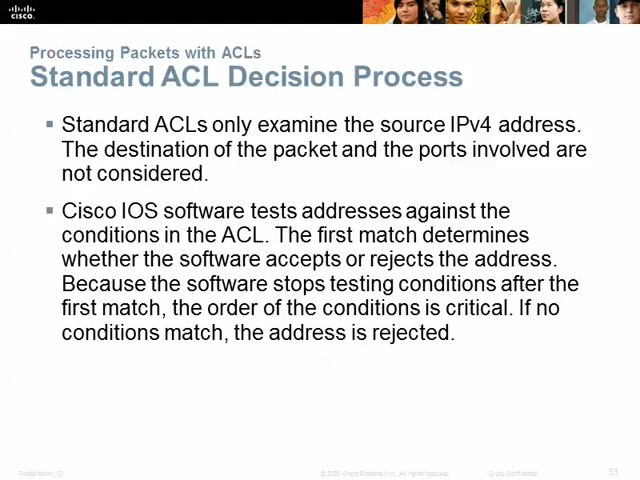 CISCO.
Processing Packets with ACLs
Standard ACL Decision Process
▪ Standard ACLs only examine the source IPv4 address.
The destination of the packet and the ports involved are
not considered.
▪ Cisco IOS software tests addresses against the
conditions in the ACL. The first match determines
whether the software accepts or rejects the address.
Because the software stops testing conditions after the
first match, the order of the conditions is critical. If no
conditions match, the address is rejected.
Presentation_ID
Cisco Systems, Inc. All rights reserved.
Cisco Confidential
53